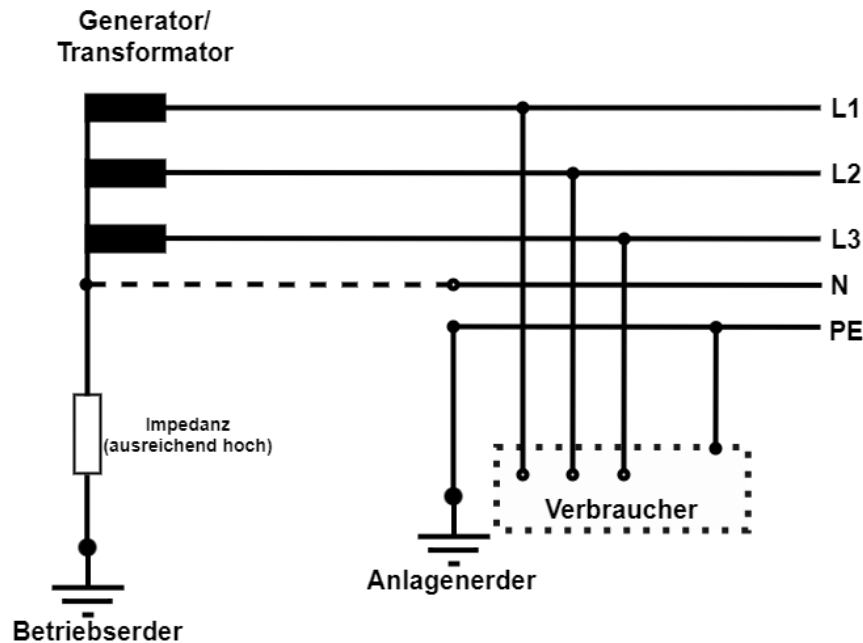 Generator/
Transformator
L1
L2
L3
N
PE
Impedanz
(ausreichend hoch)
Verbraucher
Anlagenerder
Betriebserder